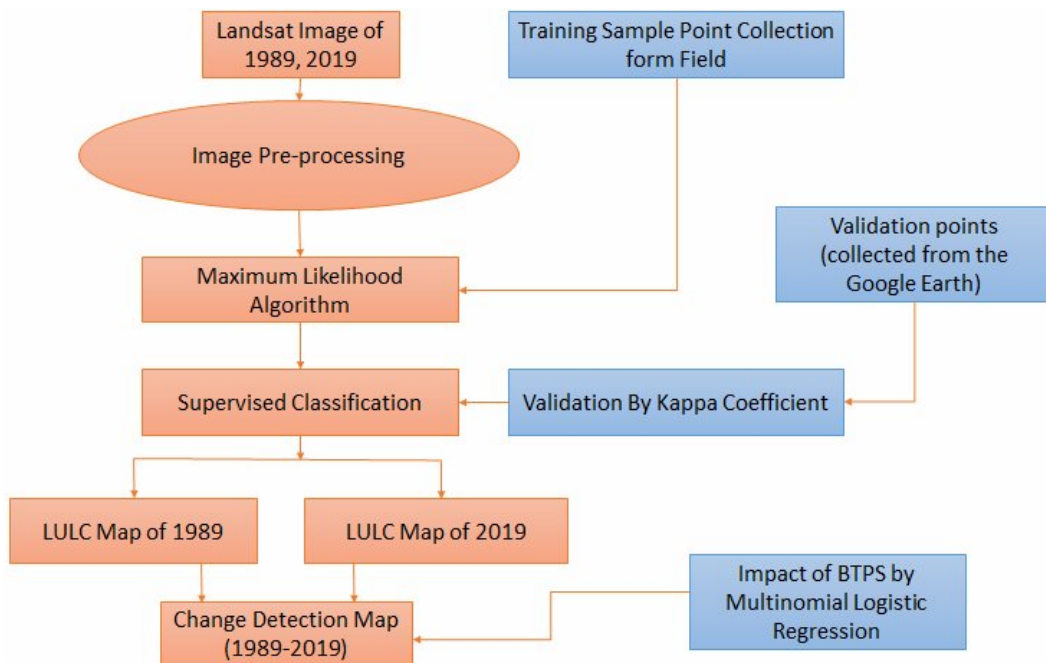 Landsat Image of
1989, 2019
Training Sample Point Collection
form Field
Image Pre-processing
Validation points
(collected from the
Google Earth)
Maximum Likelihood
Algorithm
Supervised Classification
Validation By Kappa Coefficient
LULC Map of 1989
LULC Map of 2019
Impact of BTPS by
Multinomial Logistic
Regression
Change Detection Map
(1989-2019)